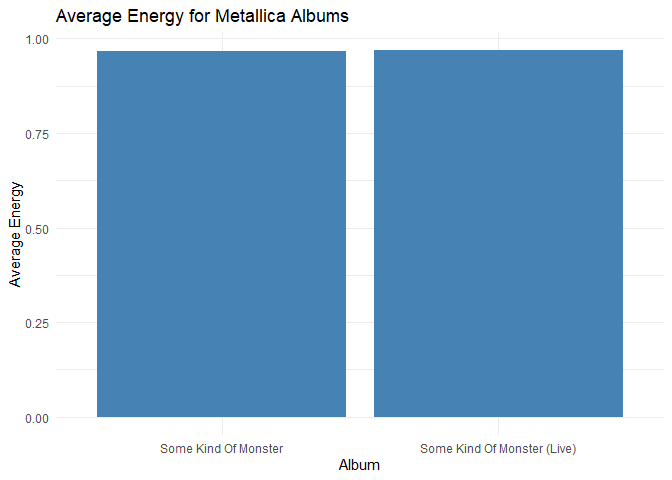 Average Energy for Metallica Albums
1.00
0.75
0.50
0.25
0.00
Average Energy
Some Kind Of Monster
Some Kind Of Monster (Live)
Album